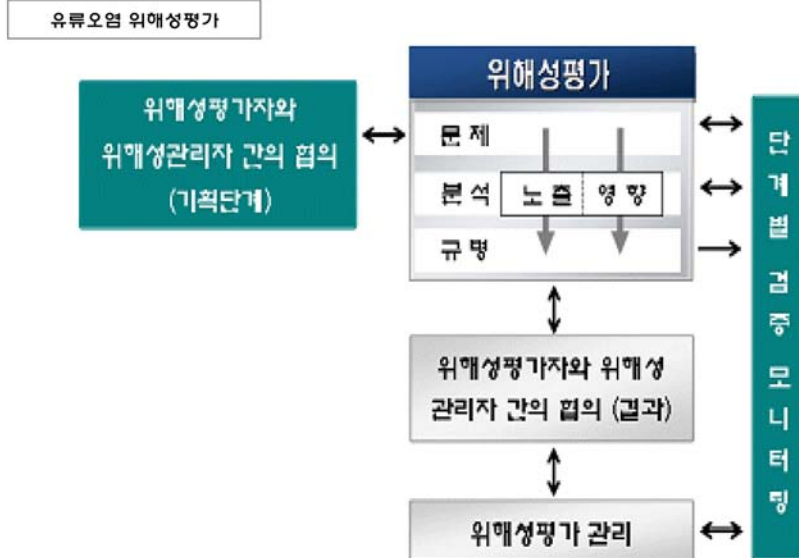 유류오염 위해성평가
위해성평가
위해성평가자와
위해성관리자 간의 협의
(기획단계)
문 제
분 석 노 출 영 향
규 명
위해성평가자와 위해성
관리자 간의 협의 (결과)
위해성평가 관리
단계별 검증 모니터링